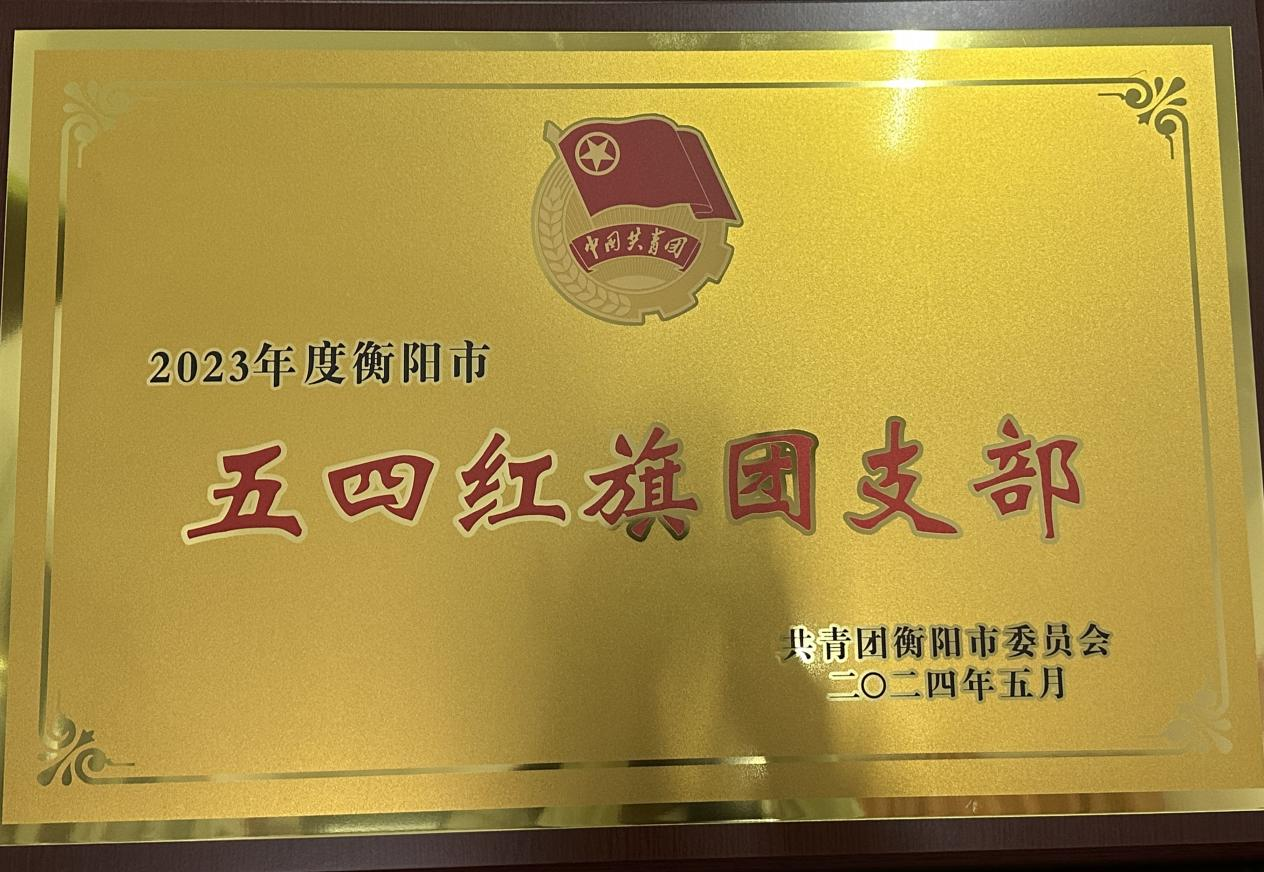 中国共青团
2023年度衡阳市
五四红旗团支部
共青团衡阳市委员会
二〇二四年五月